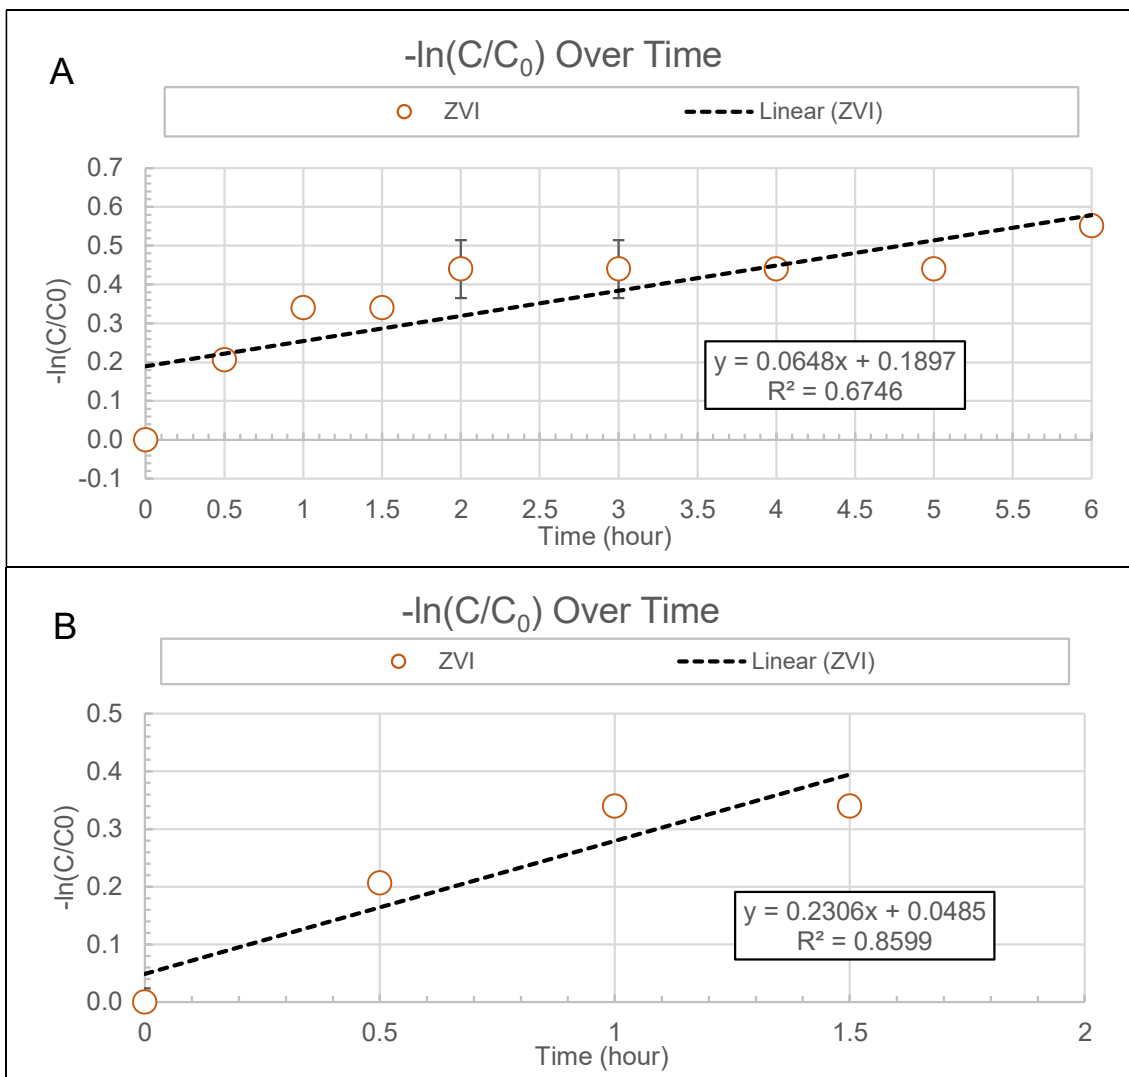 A
-ln(C/C₀) Over Time
ZVI Linear (ZVI)
0.7
0.6
0.5
0.4
0.3
0.2
0.1
0.0
-0.1
-ln(C/C0)
y = 0.0648x + 0.1897
R² = 0.6746
0 0.5 1 1.5 2 2.5 3 3.5 4 4.5 5 5.5 6
Time (hour)
B
-ln(C/C₀) Over Time
ZVI Linear (ZVI)
0.5
0.4
0.3
0.2
0.1
0.0
-ln(C/C0)
y = 0.2306x + 0.0485
R² = 0.8599
0 0.5 1 1.5 2
Time (hour)